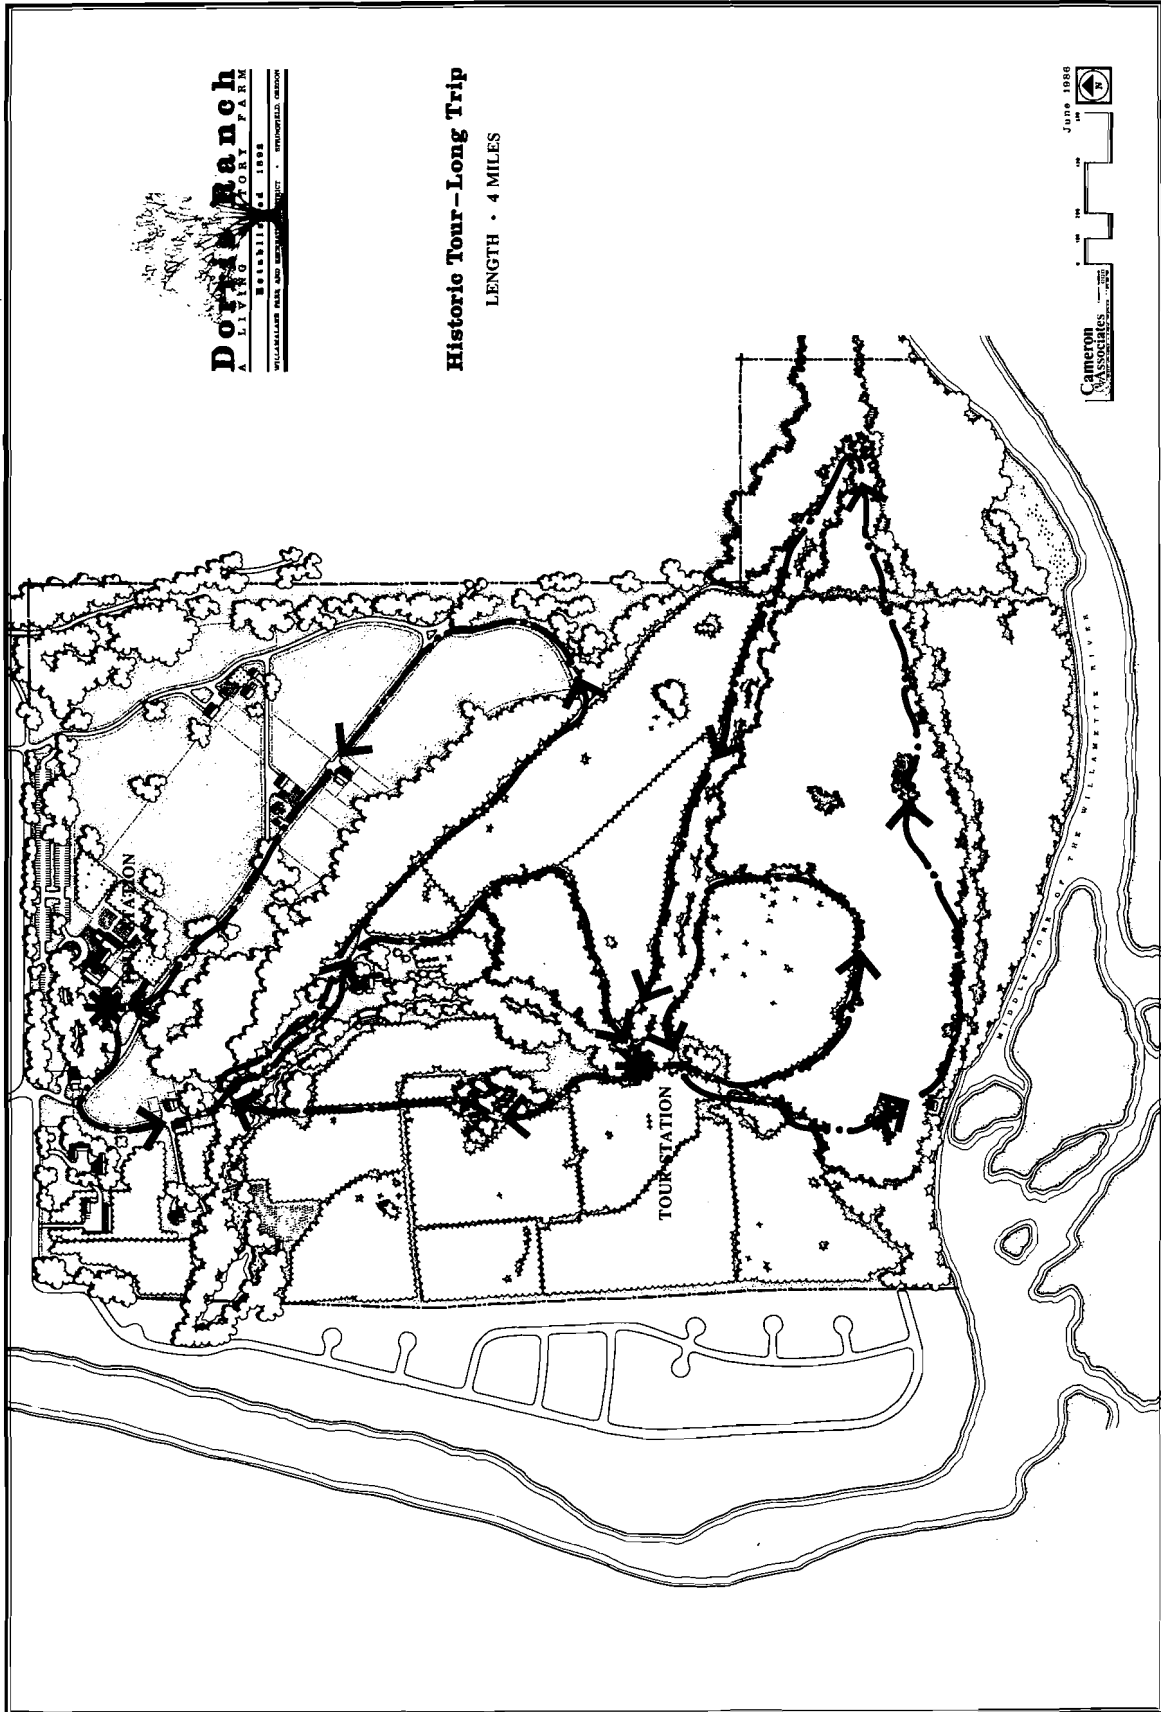 Dorris Ranch
A LIVING HISTORY FARM
Established 1892
WILLAMALANE PARK AND RECREATION DISTRICT • SPRINGFIELD, OREGON
Historic Tour–Long Trip
LENGTH • 4 MILES
STATION
TOUR STATION
MIDDLE FORK OF THE WILLAMETTE RIVER
Cameron
Associates
June 1986
N